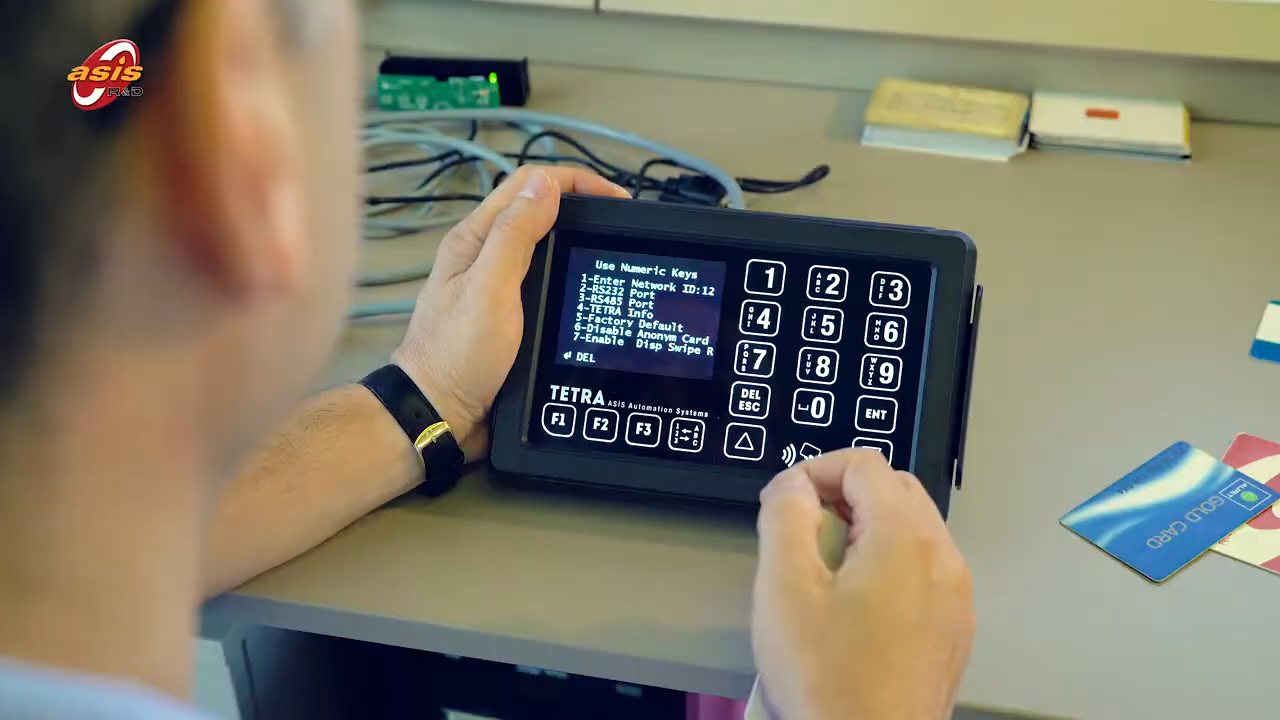 asis
R&D
Use Numeric Keys
1-Enter Network ID:12
2-RS232 Port
3-RS485 Port
4-TETRA Info
5-Factory Default
6-Disable Anonym Card
7-Enable Disp Swipe R
DEL
TETRA ASiS Automation Systems
1
ABC 2
DEF 3
GHI 4
JKL 5
MNO 6
PQRS 7
TUV 8
WXYZ 9
DEL ESC
0
ENT
F1
F2
F3
123 ABC
GOLD CARD